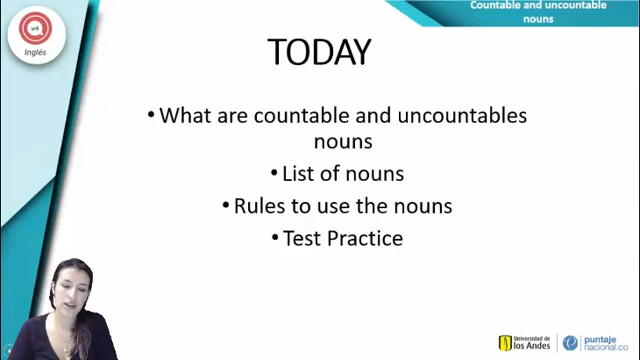 Countable and uncountable
nouns
Inglés
TODAY
• What are countable and uncountables
nouns
• List of nouns
• Rules to use the nouns
• Test Practice
Universidad de
los Andes
puntaje
nacional.co